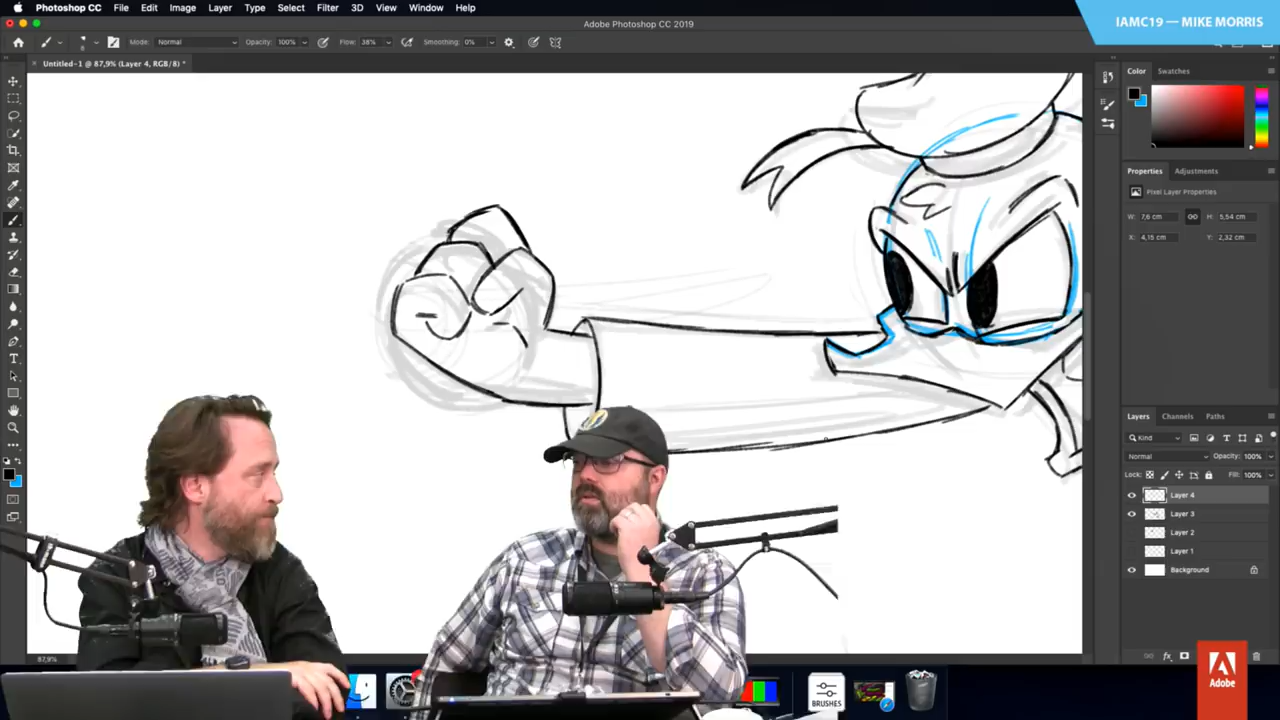 Photoshop CC File Edit Image Layer Type Select Filter 3D View Window Help
Adobe Photoshop CC 2019
IAMC19 — MIKE MORRIS
Mode: Normal Opacity: 100% Flow: 38% Smoothing: 0%
Untitled-1 @ 87,9% (Layer 4, RGB/8) *
Color Swatches
Properties Adjustments
Pixel Layer Properties
W: 7,6 cm H: 5,54 cm
X: 4,15 cm Y: 2,32 cm
Layers Channels Paths
Kind
Normal Opacity: 100%
Lock: Fill: 100%
Layer 4
Layer 3
Layer 2
Layer 1
Background
87,9%
BRUSHES
Adobe